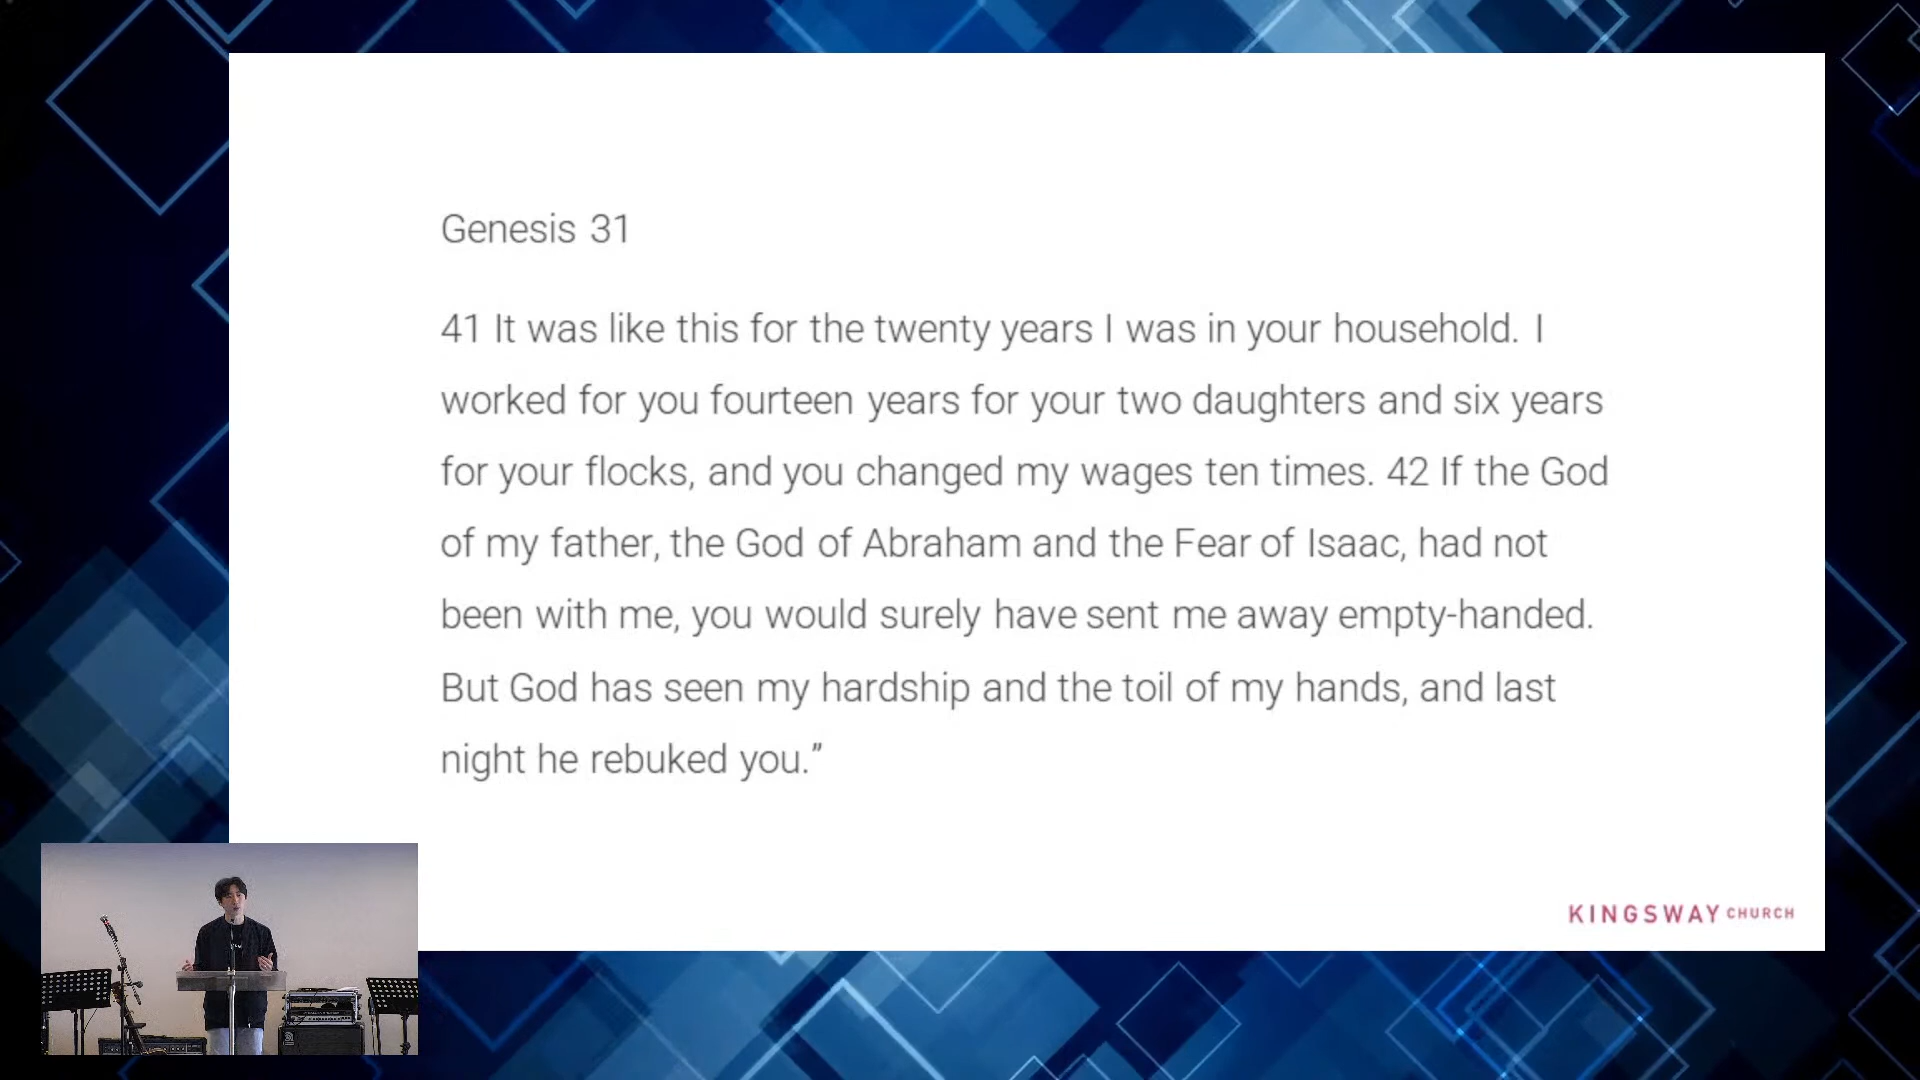 Genesis 31
41 It was like this for the twenty years I was in your household. I
worked for you fourteen years for your two daughters and six years
for your flocks, and you changed my wages ten times. 42 If the God
of my father, the God of Abraham and the Fear of Isaac, had not
been with me, you would surely have sent me away empty-handed.
But God has seen my hardship and the toil of my hands, and last
night he rebuked you.”
KINGSWAY CHURCH